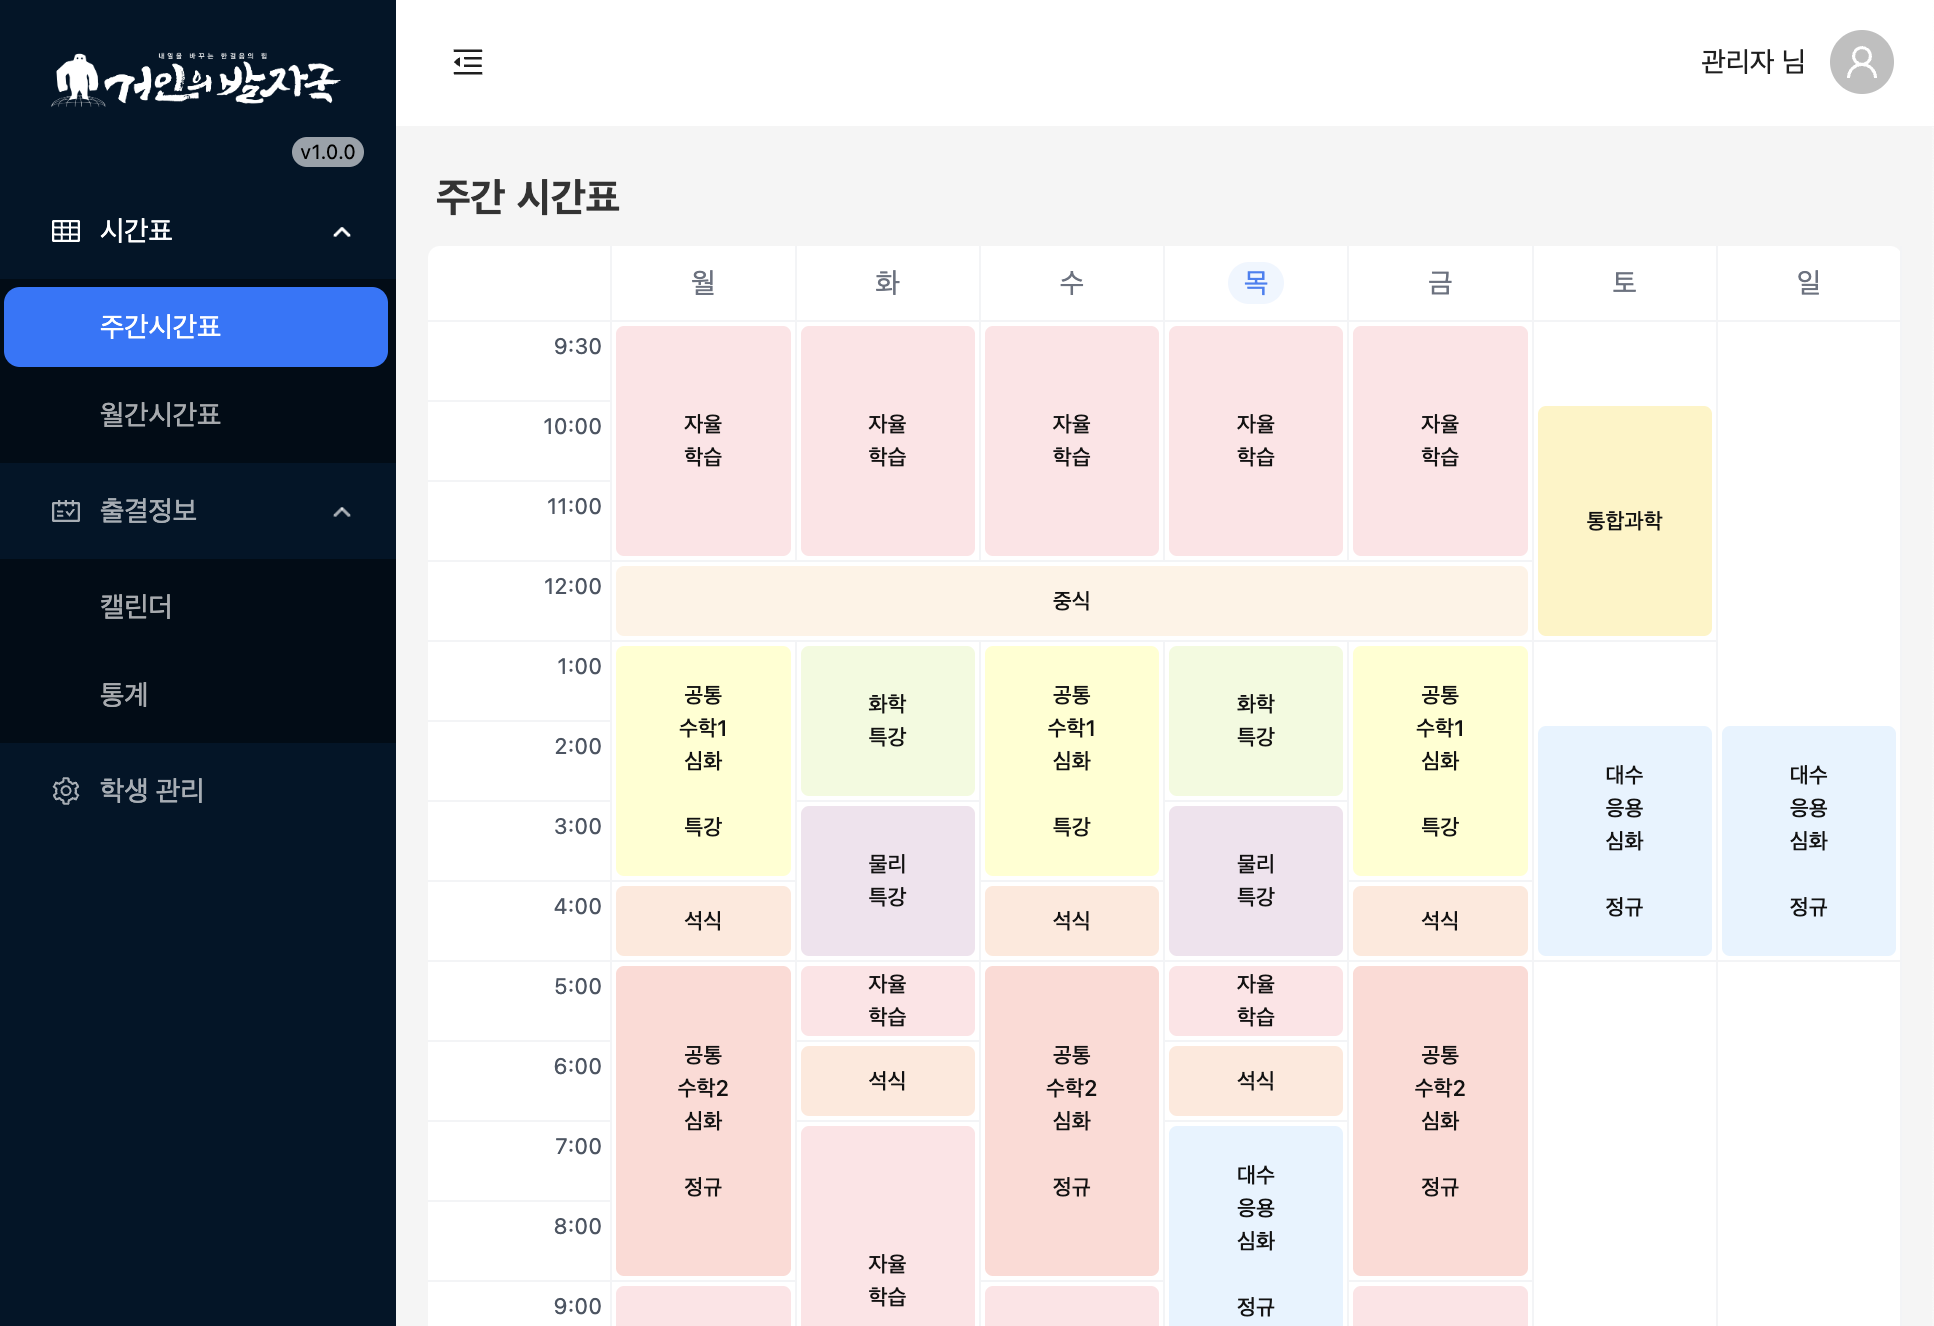 내일을 바꾸는 한걸음의 힘
거인의 발자국
v1.0.0
시간표
주간시간표
월간시간표
출결정보
캘린더
통계
학생 관리
관리자 님
주간 시간표
월 화 수 목 금 토 일
9:30
10:00
11:00
12:00
1:00
2:00
3:00
4:00
5:00
6:00
7:00
8:00
9:00
자율
학습
중식
공통
수학1
심화
특강
석식
공통
수학2
심화
정규
자율
학습
화학
특강
물리
특강
자율
학습
석식
자율
학습
자율
학습
공통
수학1
심화
특강
석식
공통
수학2
심화
정규
자율
학습
화학
특강
물리
특강
자율
학습
석식
대수
응용
심화
정규
자율
학습
공통
수학1
심화
특강
석식
공통
수학2
심화
정규
통합과학
대수
응용
심화
정규
대수
응용
심화
정규